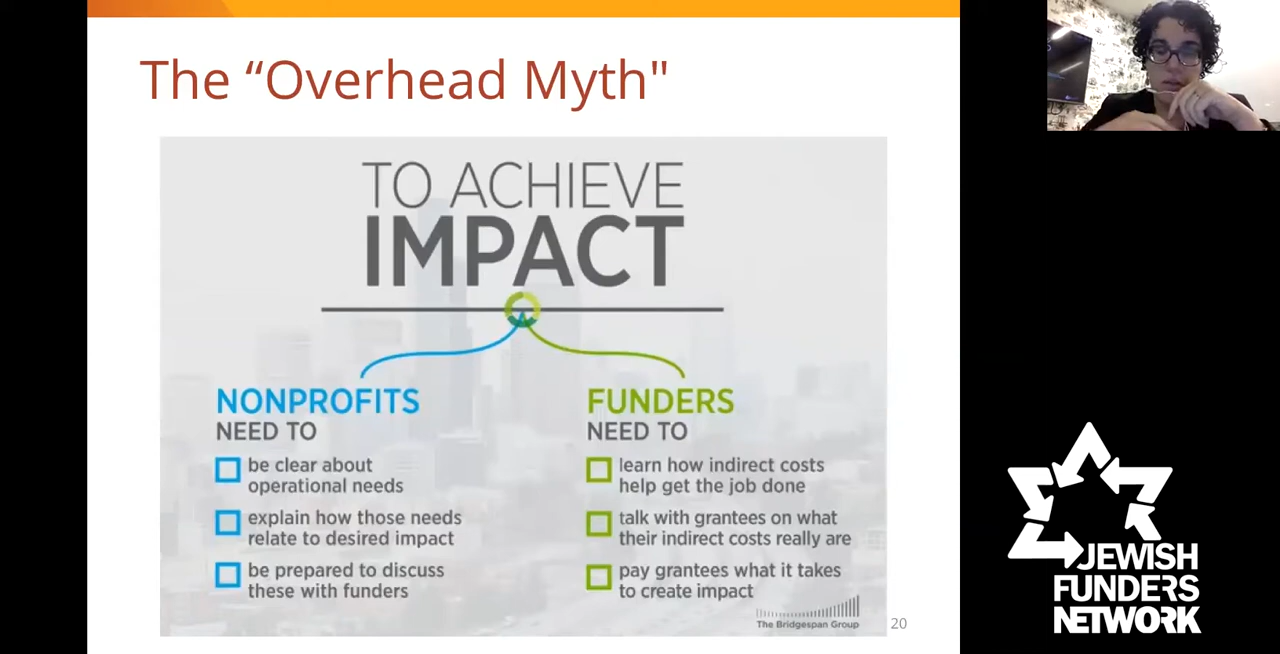 The “Overhead Myth"
TO ACHIEVE
IMPACT
NONPROFITS
NEED TO
be clear about
operational needs
explain how those needs
relate to desired impact
be prepared to discuss
these with funders
FUNDERS
NEED TO
learn how indirect costs
help get the job done
talk with grantees on what
their indirect costs really are
pay grantees what it takes
to create impact
The Bridgespan Group
20
JEWISH
FUNDERS
NETWORK